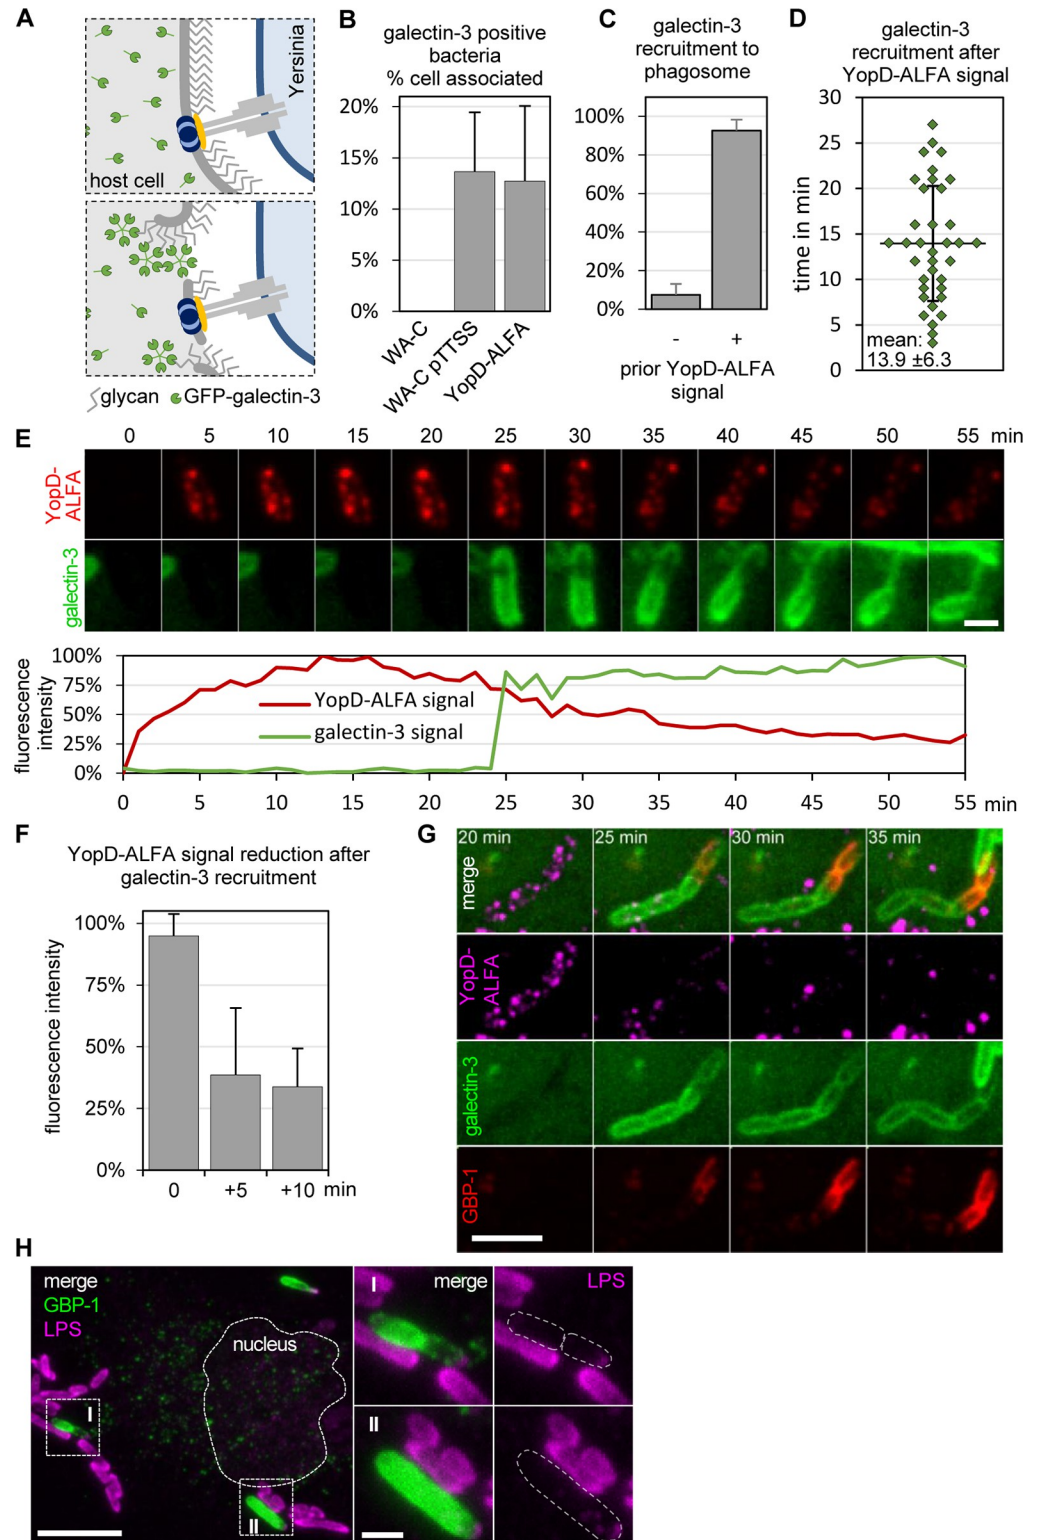 A
Yersinia
host cell
glycan GFP-galectin-3
B
galectin-3 positive
bacteria
% cell associated
20%
15%
10%
5%
0%
WA-C
WA-C pTTSS
YopD-ALFA
C
galectin-3
recruitment to
phagosome
100%
80%
60%
40%
20%
0%
- +
prior YopD-ALFA
signal
D
galectin-3
recruitment after
YopD-ALFA signal
time in min
30
25
20
15
10
5
0
mean:
13.9 ±6.3
E
0 5 10 15 20 25 30 35 40 45 50 55 min
YopD-
ALFA
galectin-3
fluorescence
intensity
100%
75%
50%
25%
0%
YopD-ALFA signal
galectin-3 signal
0 5 10 15 20 25 30 35 40 45 50 55 min
F
YopD-ALFA signal reduction after
galectin-3 recruitment
fluorescence intensity
100%
75%
50%
25%
0%
0 +5 +10 min
G
20 min 25 min 30 min 35 min
merge
YopD-
ALFA
galectin-3
GBP-1
H
merge
GBP-1
LPS
nucleus
I
II
I merge
LPS
II